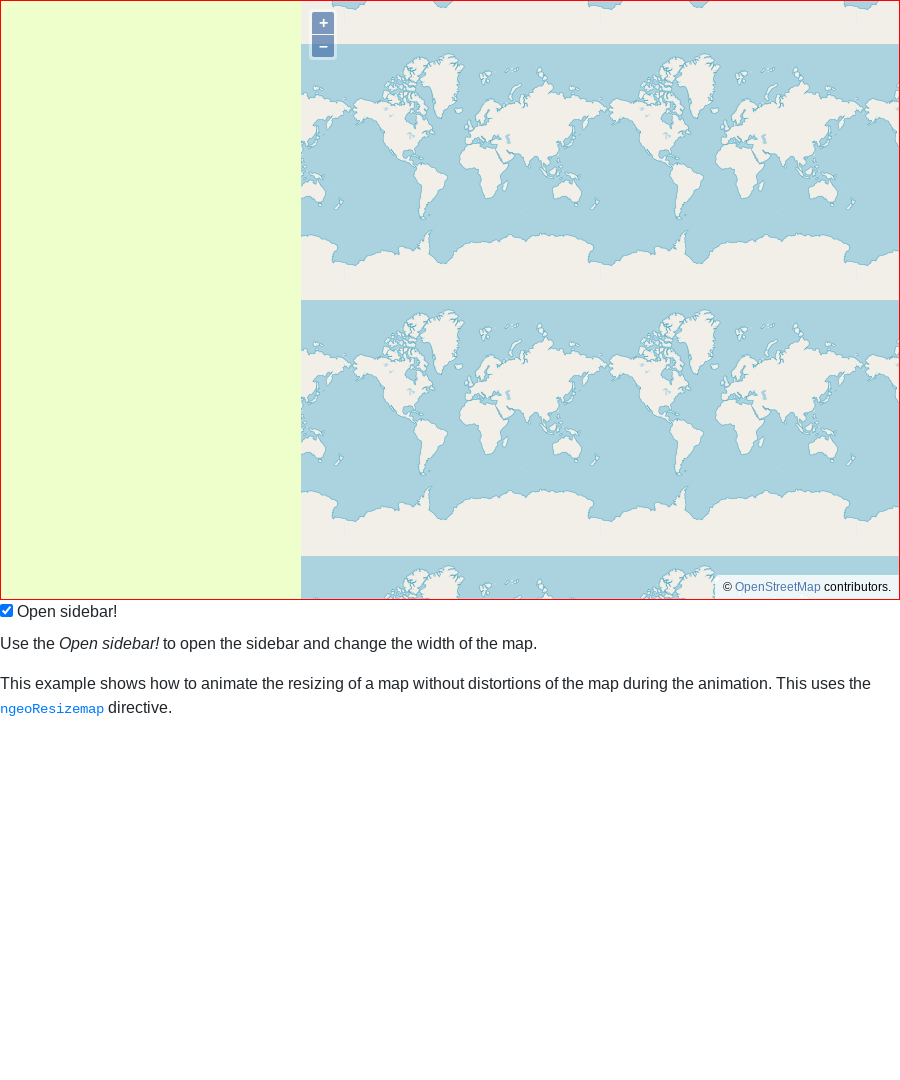 +
−
© OpenStreetMap contributors.
Open sidebar!
Use the Open sidebar! to open the sidebar and change the width of the map.
This example shows how to animate the resizing of a map without distortions of the map during the animation. This uses the
ngeoResizemap directive.